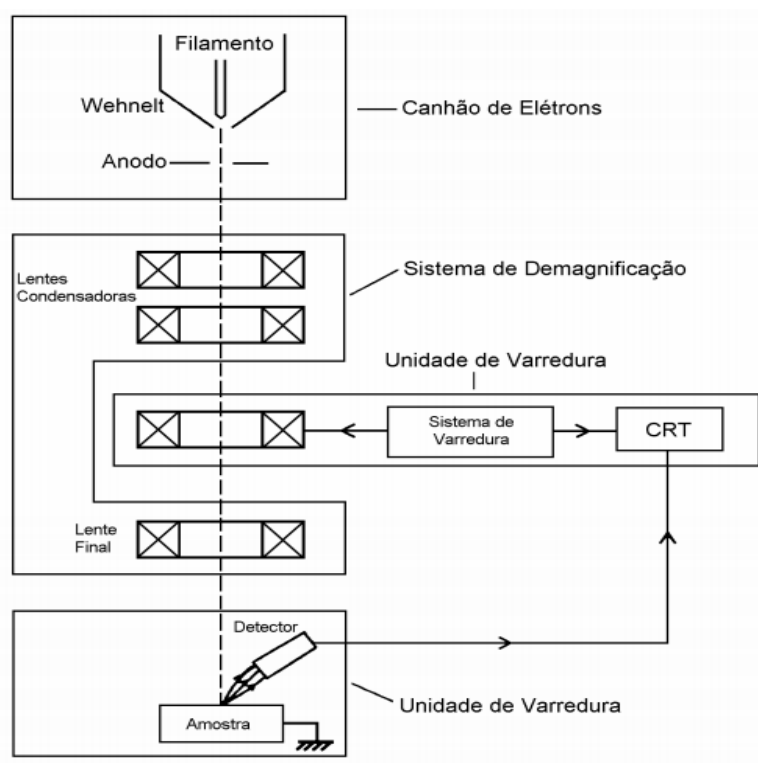 Filamento
Wehnelt
Canhão de Elétrons
Anodo
Lentes
Condensadoras
Sistema de Demagnificação
Unidade de Varredura
Sistema de
Varredura
CRT
Lente
Final
Detector
Unidade de Varredura
Amostra